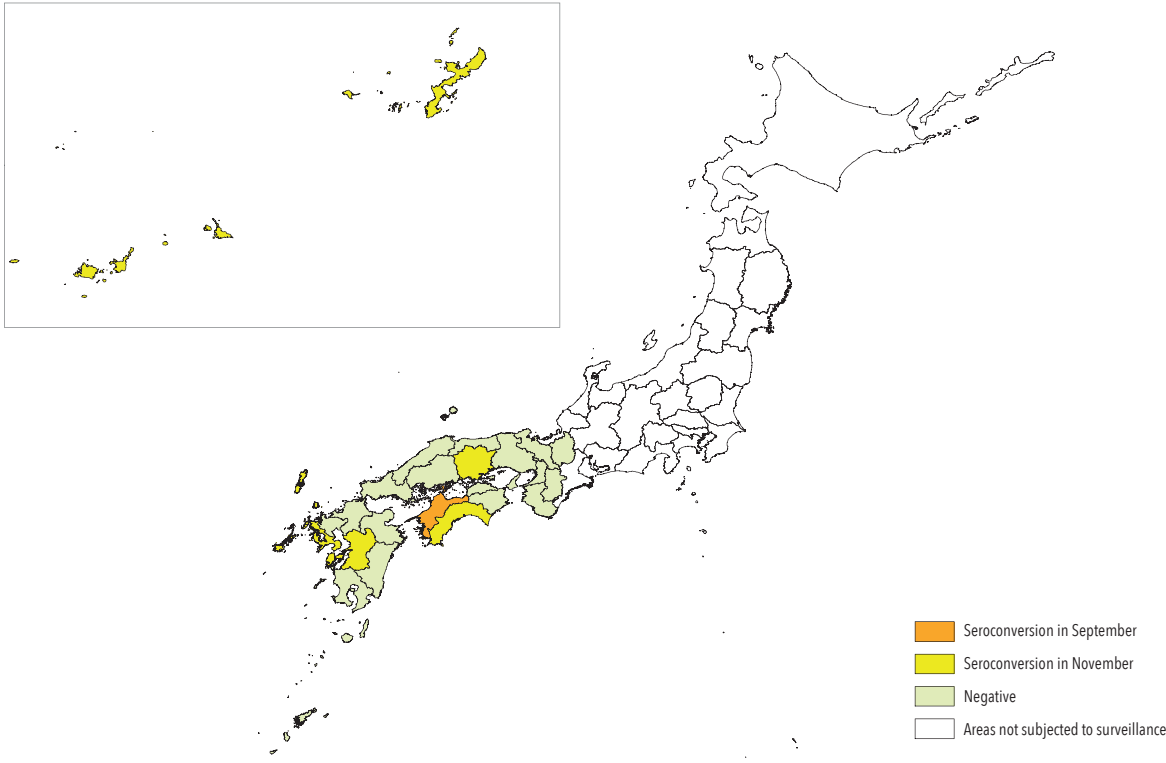 Seroconversion in September
Seroconversion in November
Negative
Areas not subjected to surveillance